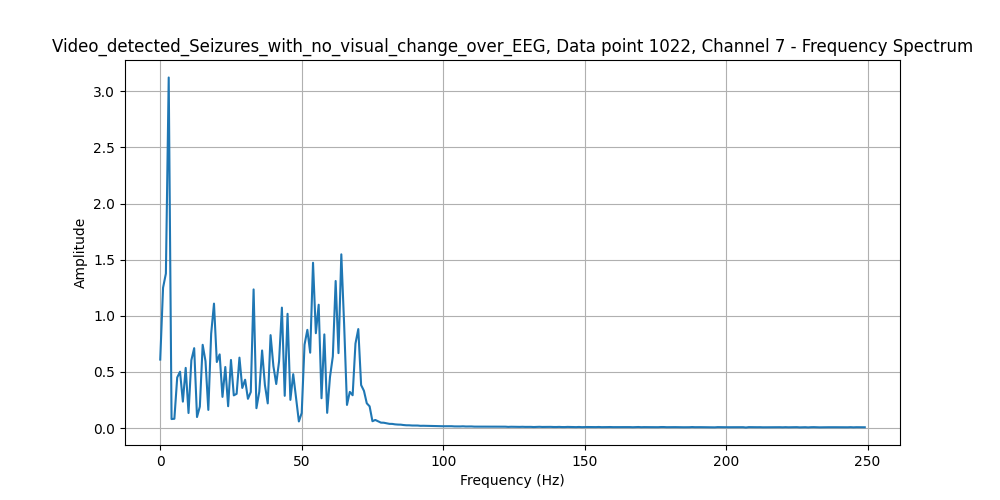 Video_detected_Seizures_with_no_visual_change_over_EEG, Data point 1022, Channel 7 - Frequency Spectrum
3.0
2.5
2.0
1.5
1.0
0.5
0.0
Amplitude
0 50 100 150 200 250
Frequency (Hz)